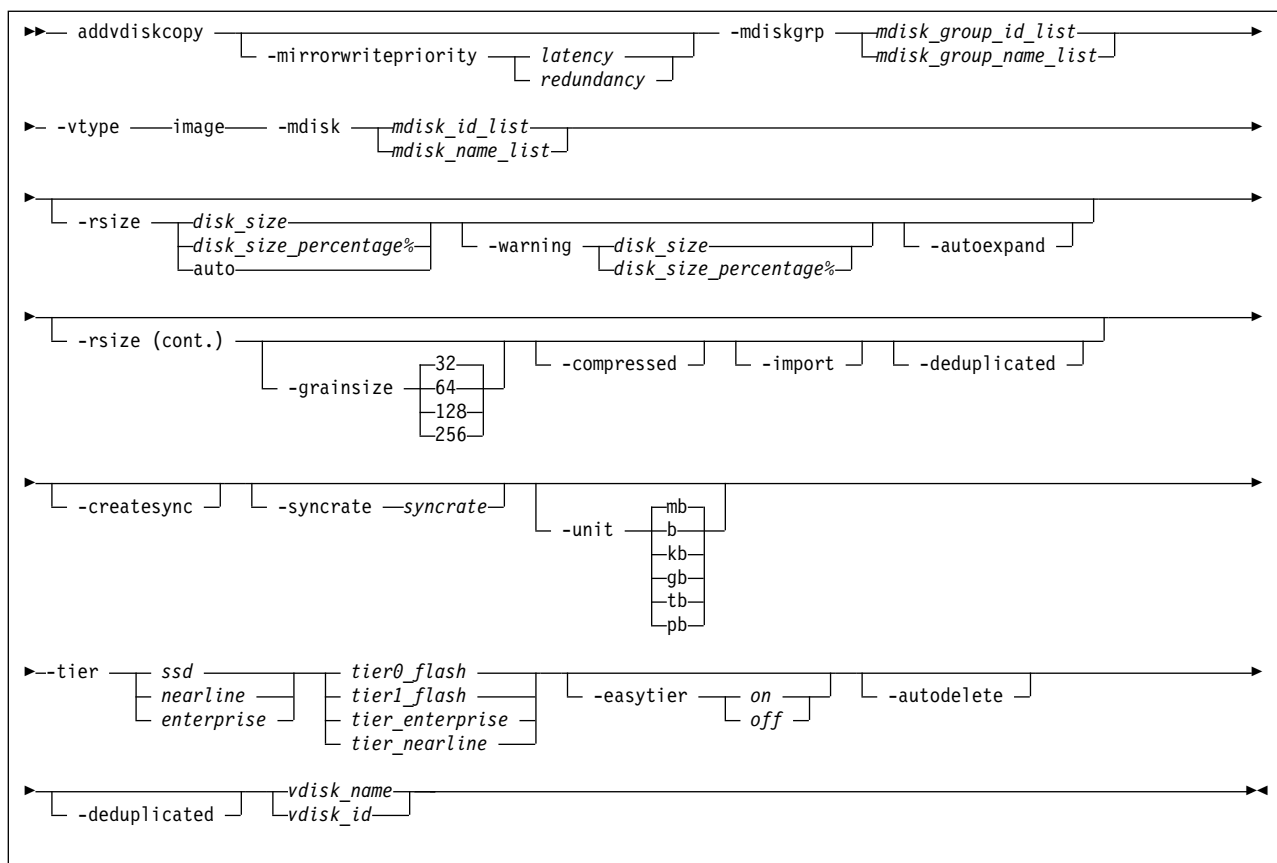 addvdiskcopy -mirrorwritepriority latency redundancy -mdiskgrp mdisk_group_id_list mdisk_group_name_list
-vtype image -mdisk mdisk_id_list mdisk_name_list
-rsize disk_size disk_size_percentage% auto -warning disk_size disk_size_percentage% -autoexpand
-rsize (cont.) -grainsize 32 64 128 256 -compressed -import -deduplicated
-createsync -syncrate syncrate -unit mb b kb gb tb pb
-tier ssd nearline enterprise tier0_flash tier1_flash tier_enterprise tier_nearline -easytier on off -autodelete
-deduplicated vdisk_name vdisk_id